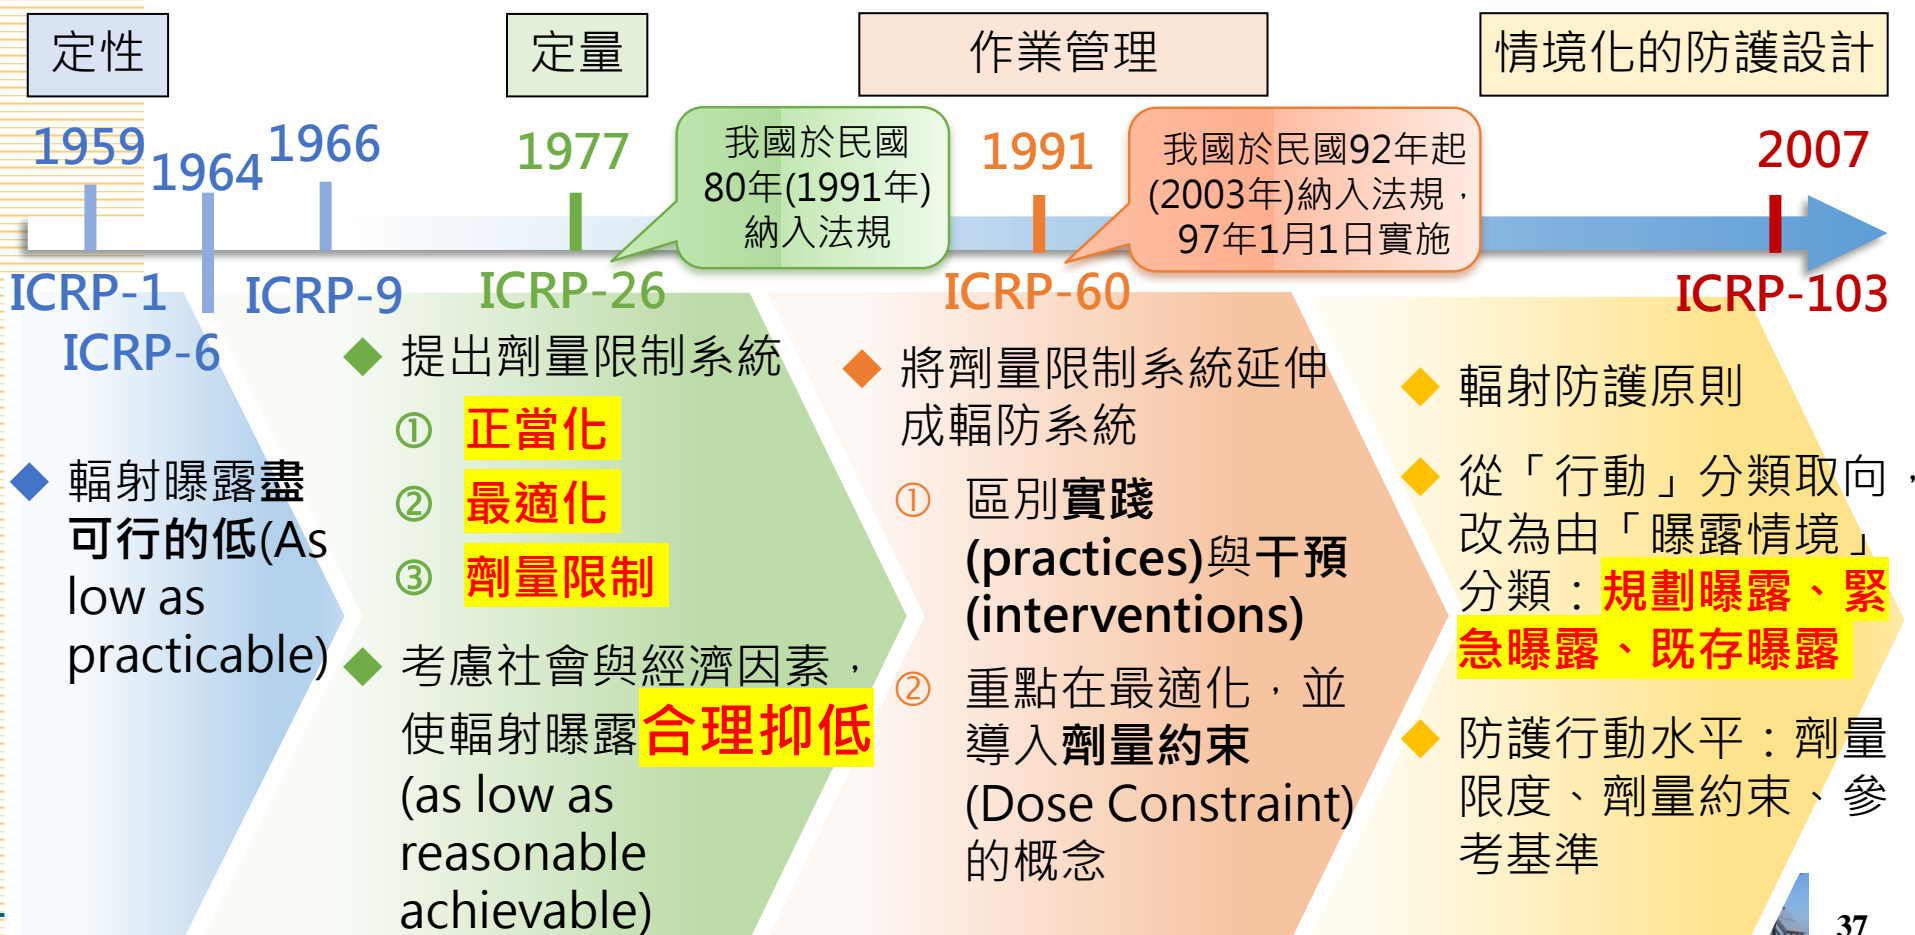 定性
定量
作業管理
情境化的防護設計
1959
1964
1966
1977
我國於民國
80年(1991年)
納入法規
1991
我國於民國92年起
(2003年)納入法規，
97年1月1日實施
2007
ICRP-1
ICRP-6
ICRP-9
ICRP-26
ICRP-60
ICRP-103
輻射曝露盡
可行的低(As
low as
practicable)
提出劑量限制系統
① 正當化
② 最適化
③ 劑量限制
考慮社會與經濟因素，
使輻射曝露合理抑低
(as low as
reasonable
achievable)
將劑量限制系統延伸
成輻防系統
① 區別實踐
(practices)與干預
(interventions)
② 重點在最適化，並
導入劑量約束
(Dose Constraint)
的概念
輻射防護原則
從「行動」分類取向，
改為由「曝露情境」
分類：規劃曝露、緊
急曝露、既存曝露
防護行動水平：劑量
限度、劑量約束、參
考基準
37